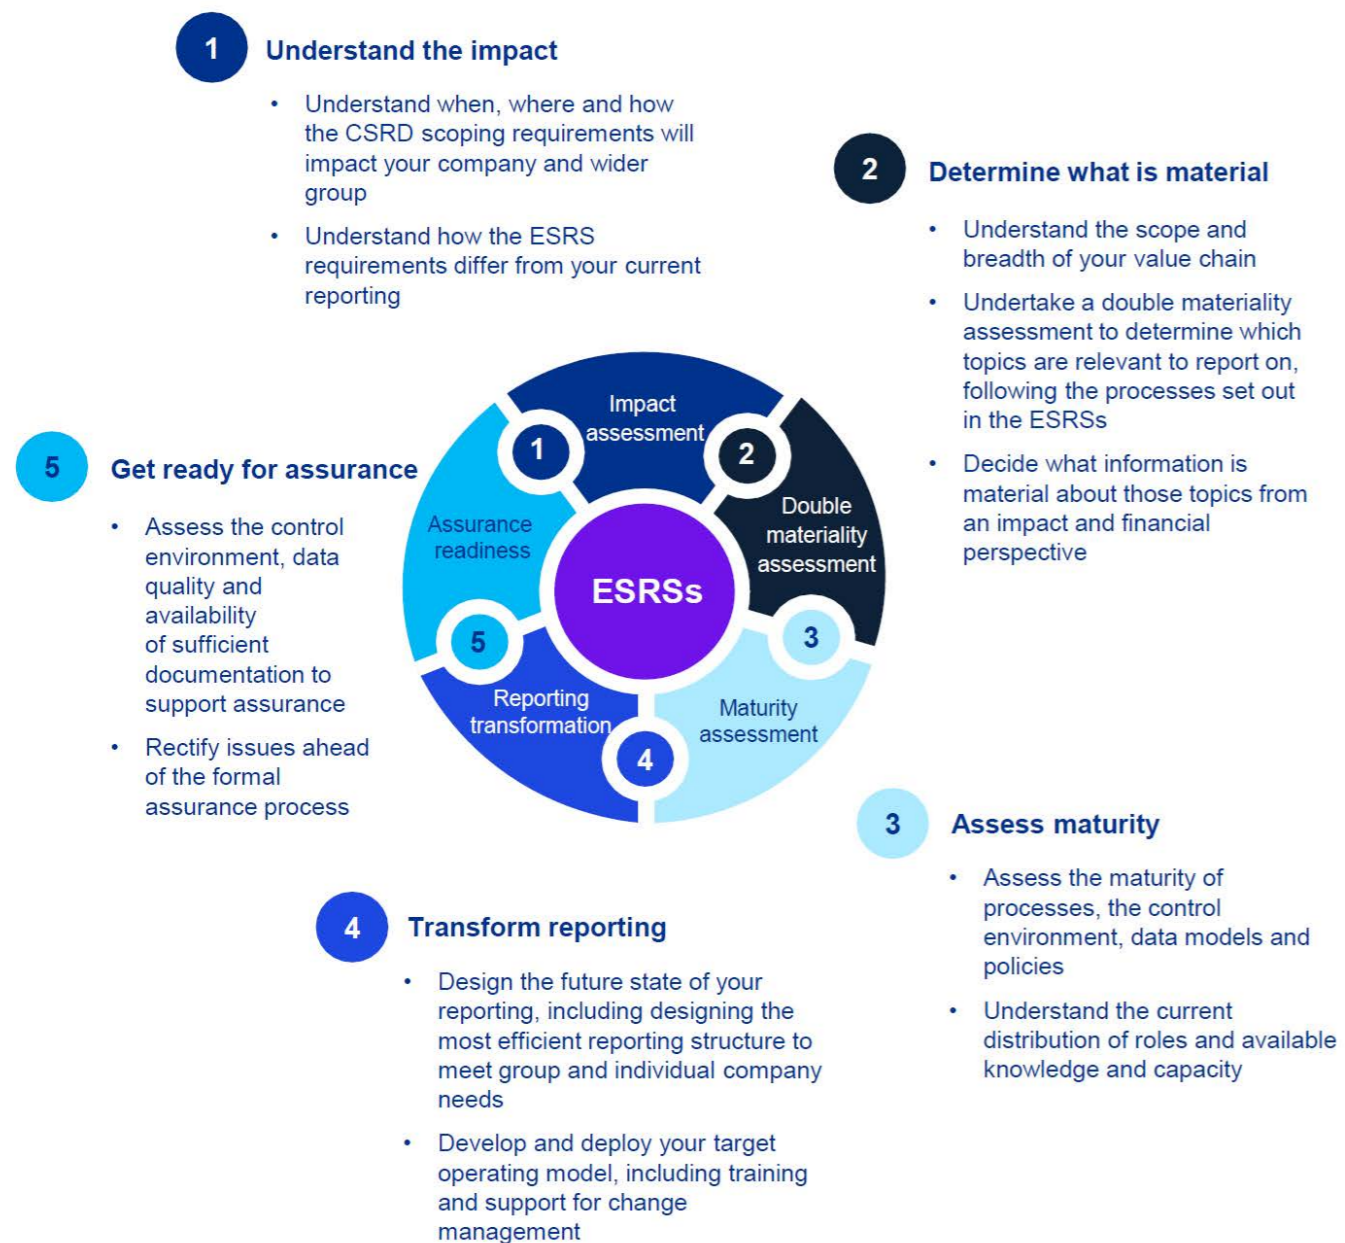 1
Understand the impact
• Understand when, where and how
the CSRD scoping requirements will
impact your company and wider
group
• Understand how the ESRS
requirements differ from your current
reporting
2
Determine what is material
• Understand the scope and
breadth of your value chain
• Undertake a double materiality
assessment to determine which
topics are relevant to report on,
following the processes set out
in the ESRSs
• Decide what information is
material about those topics from
an impact and financial
perspective
Impact
assessment
1
2
Double
materiality
assessment
ESRSs
Assurance
readiness
3
5
Reporting
transformation
Maturity
assessment
4
5
Get ready for assurance
• Assess the control
environment, data
quality and
availability
of sufficient
documentation to
support assurance
• Rectify issues ahead
of the formal
assurance process
3
Assess maturity
• Assess the maturity of
processes, the control
environment, data models and
policies
• Understand the current
distribution of roles and available
knowledge and capacity
4
Transform reporting
• Design the future state of your
reporting, including designing the
most efficient reporting structure to
meet group and individual company
needs
• Develop and deploy your target
operating model, including training
and support for change
management